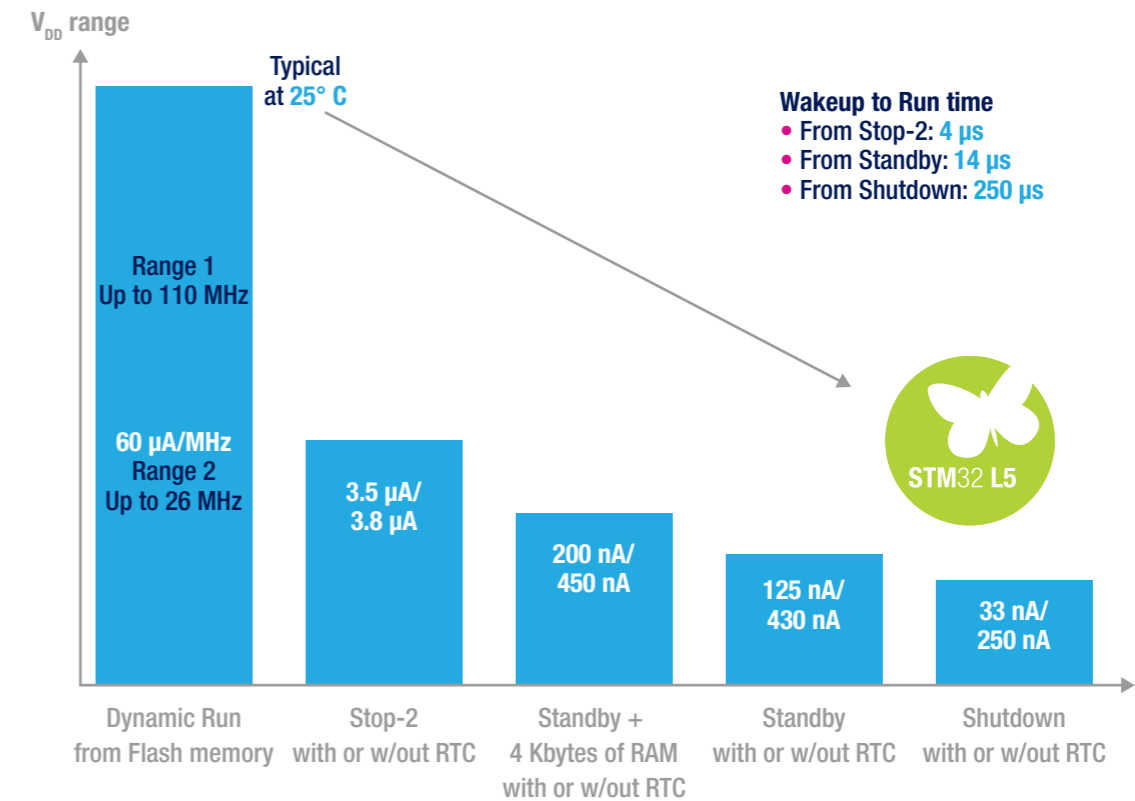 V_DD range
Typical
at 25° C
Wakeup to Run time
• From Stop-2: 4 µs
• From Standby: 14 µs
• From Shutdown: 250 µs
Range 1
Up to 110 MHz
60 µA/MHz
Range 2
Up to 26 MHz
3.5 µA/
3.8 µA
200 nA/
450 nA
125 nA/
430 nA
33 nA/
250 nA
STM32 L5
Dynamic Run
from Flash memory
Stop-2
with or w/out RTC
Standby +
4 Kbytes of RAM
with or w/out RTC
Standby
with or w/out RTC
Shutdown
with or w/out RTC